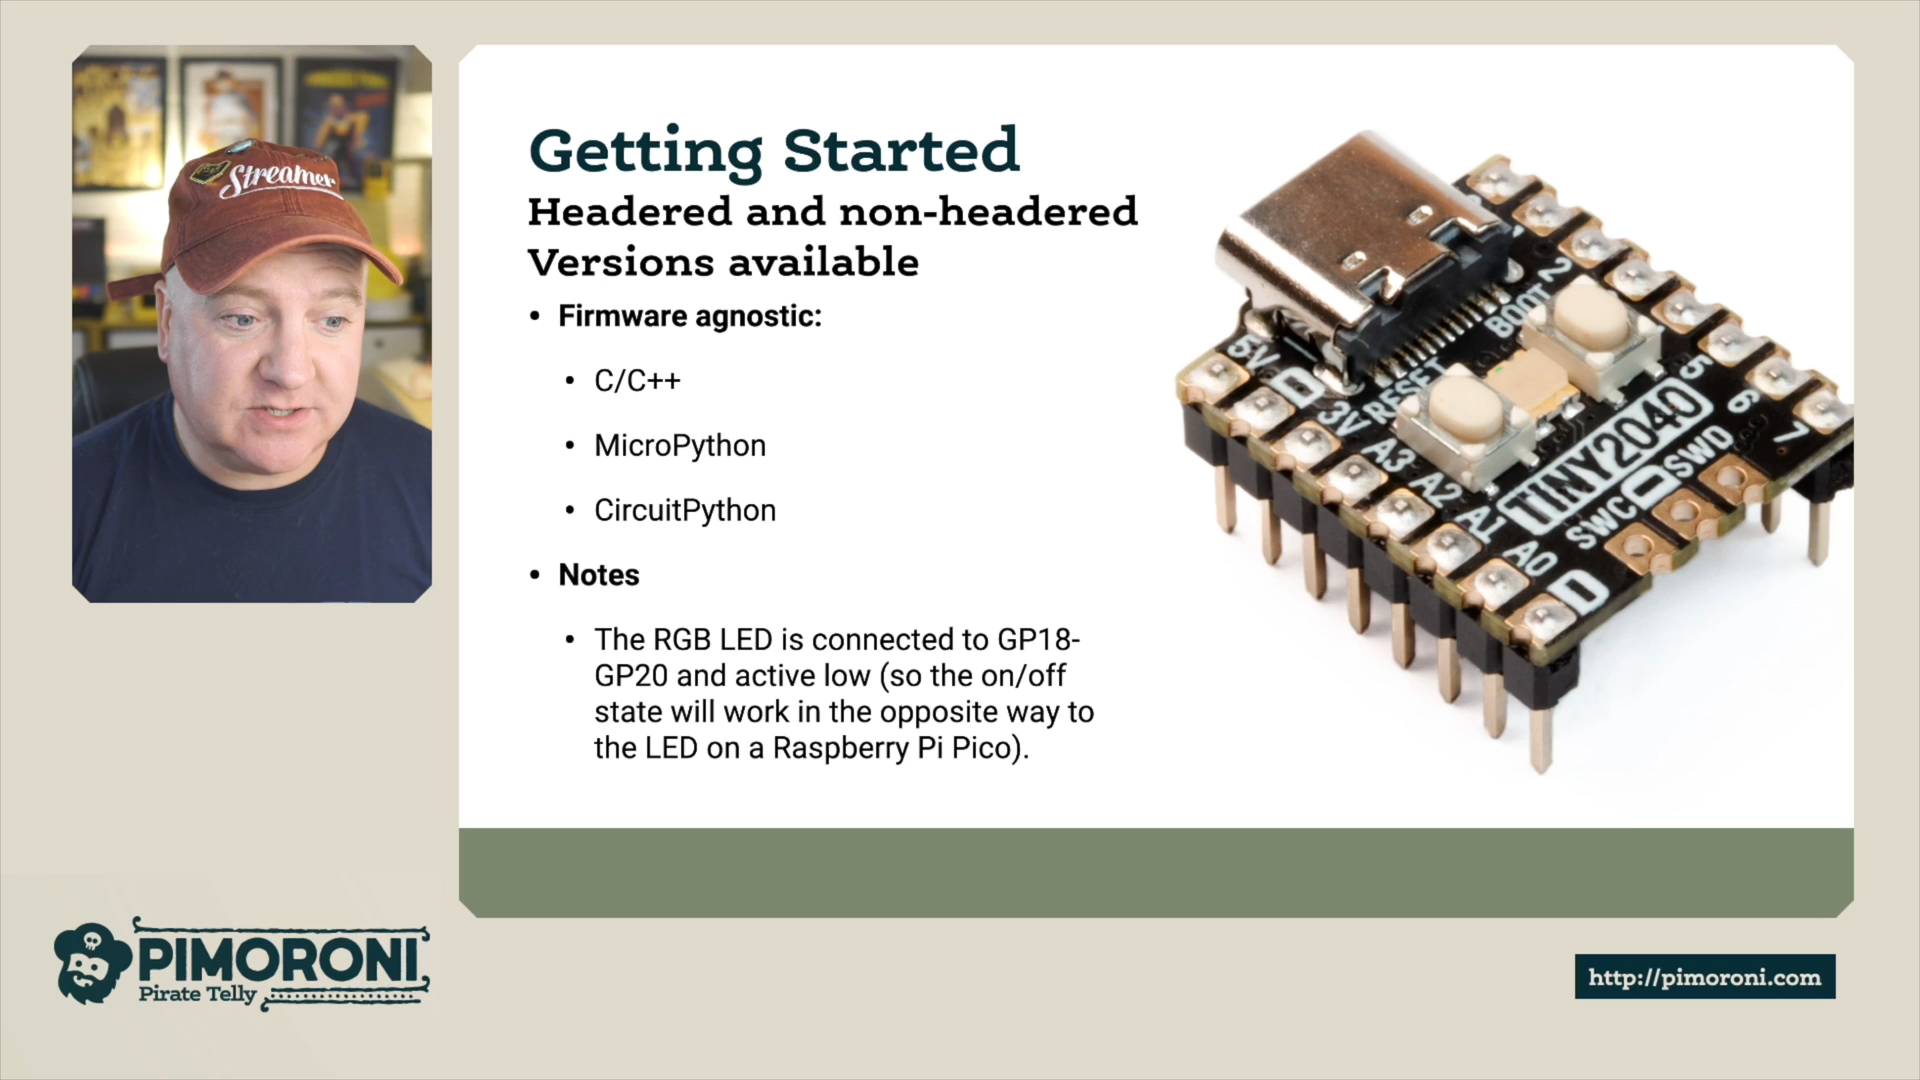 Streamer
Getting Started
Headered and non-headered
Versions available
• Firmware agnostic:
• C/C++
• MicroPython
• CircuitPython
• Notes
• The RGB LED is connected to GP18-
GP20 and active low (so the on/off
state will work in the opposite way to
the LED on a Raspberry Pi Pico).
2
BOOT
5V
RESET
3V
5
A3
6
A2
7
TINY2040
A1
SWD
SWC
A0
PIMORONI
Pirate Telly
http://pimoroni.com